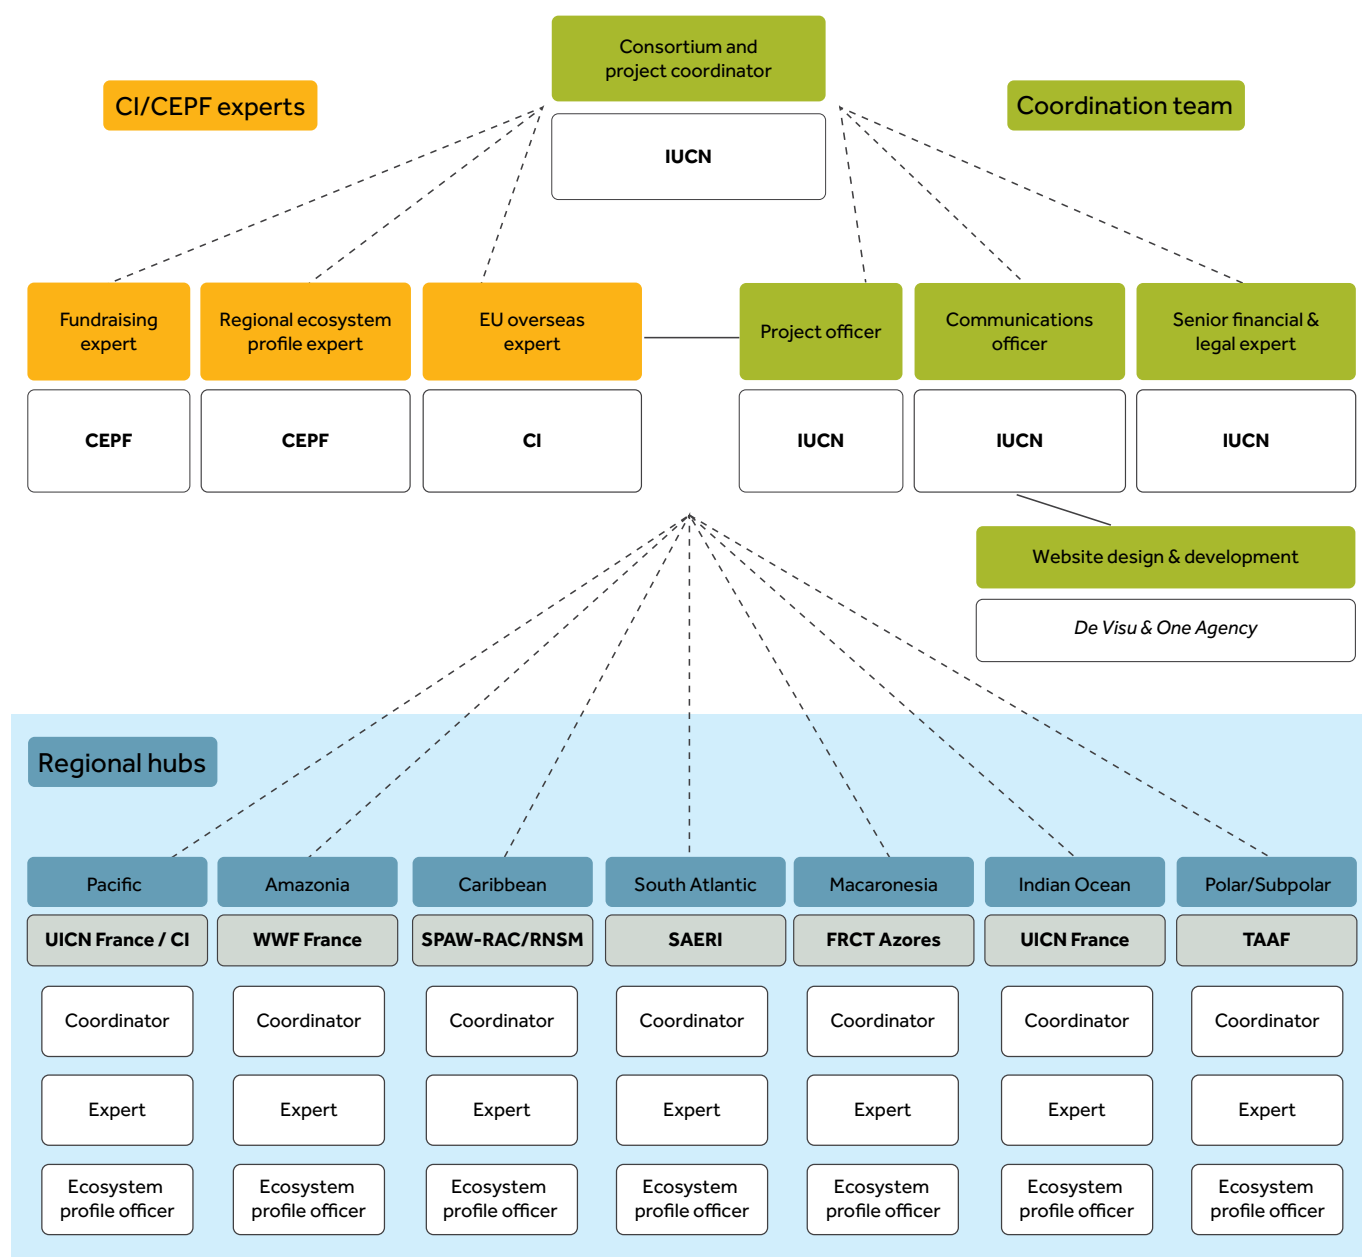 Consortium and
project coordinator
CI/CEPF experts
Coordination team
IUCN
Fundraising
expert
Regional ecosystem
profile expert
EU overseas
expert
Project officer
Communications
officer
Senior financial &
legal expert
CEPF
CEPF
CI
IUCN
IUCN
IUCN
Website design & development
De Visu & One Agency
Regional hubs
Pacific
Amazonia
Caribbean
South Atlantic
Macaronesia
Indian Ocean
Polar/Subpolar
UICN France / CI
WWF France
SPAW-RAC/RNSM
SAERI
FRCT Azores
UICN France
TAAF
Coordinator
Coordinator
Coordinator
Coordinator
Coordinator
Coordinator
Coordinator
Expert
Expert
Expert
Expert
Expert
Expert
Expert
Ecosystem
profile officer
Ecosystem
profile officer
Ecosystem
profile officer
Ecosystem
profile officer
Ecosystem
profile officer
Ecosystem
profile officer
Ecosystem
profile officer